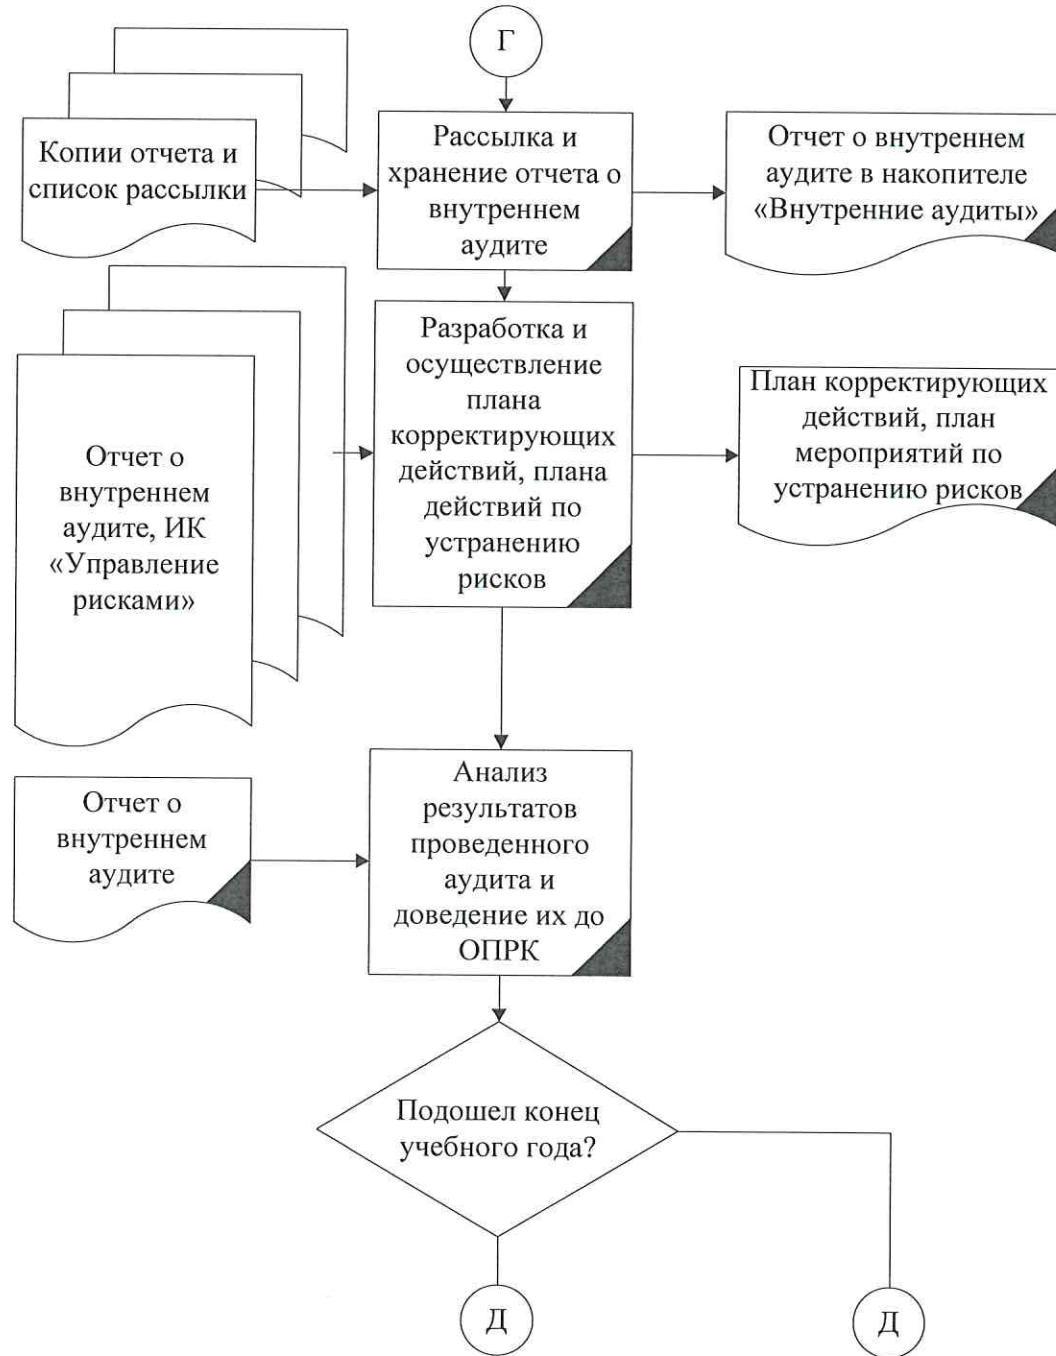 Г
Копии отчета и
список рассылки
Рассылка и
хранение отчета о
внутреннем
аудите
Отчет о внутреннем
аудите в накопителе
«Внутренние аудиты»
Отчет о
внутреннем
аудите, ИК
«Управление
рисками»
Разработка и
осуществление
плана
корректирующих
действий, плана
действий по
устранению
рисков
План корректирующих
действий, план
мероприятий по
устранению рисков
Отчет о
внутреннем
аудите
Анализ
результатов
проведенного
аудита и
доведение их до
ОПРК
Подошел конец
учебного года?
Д
Д